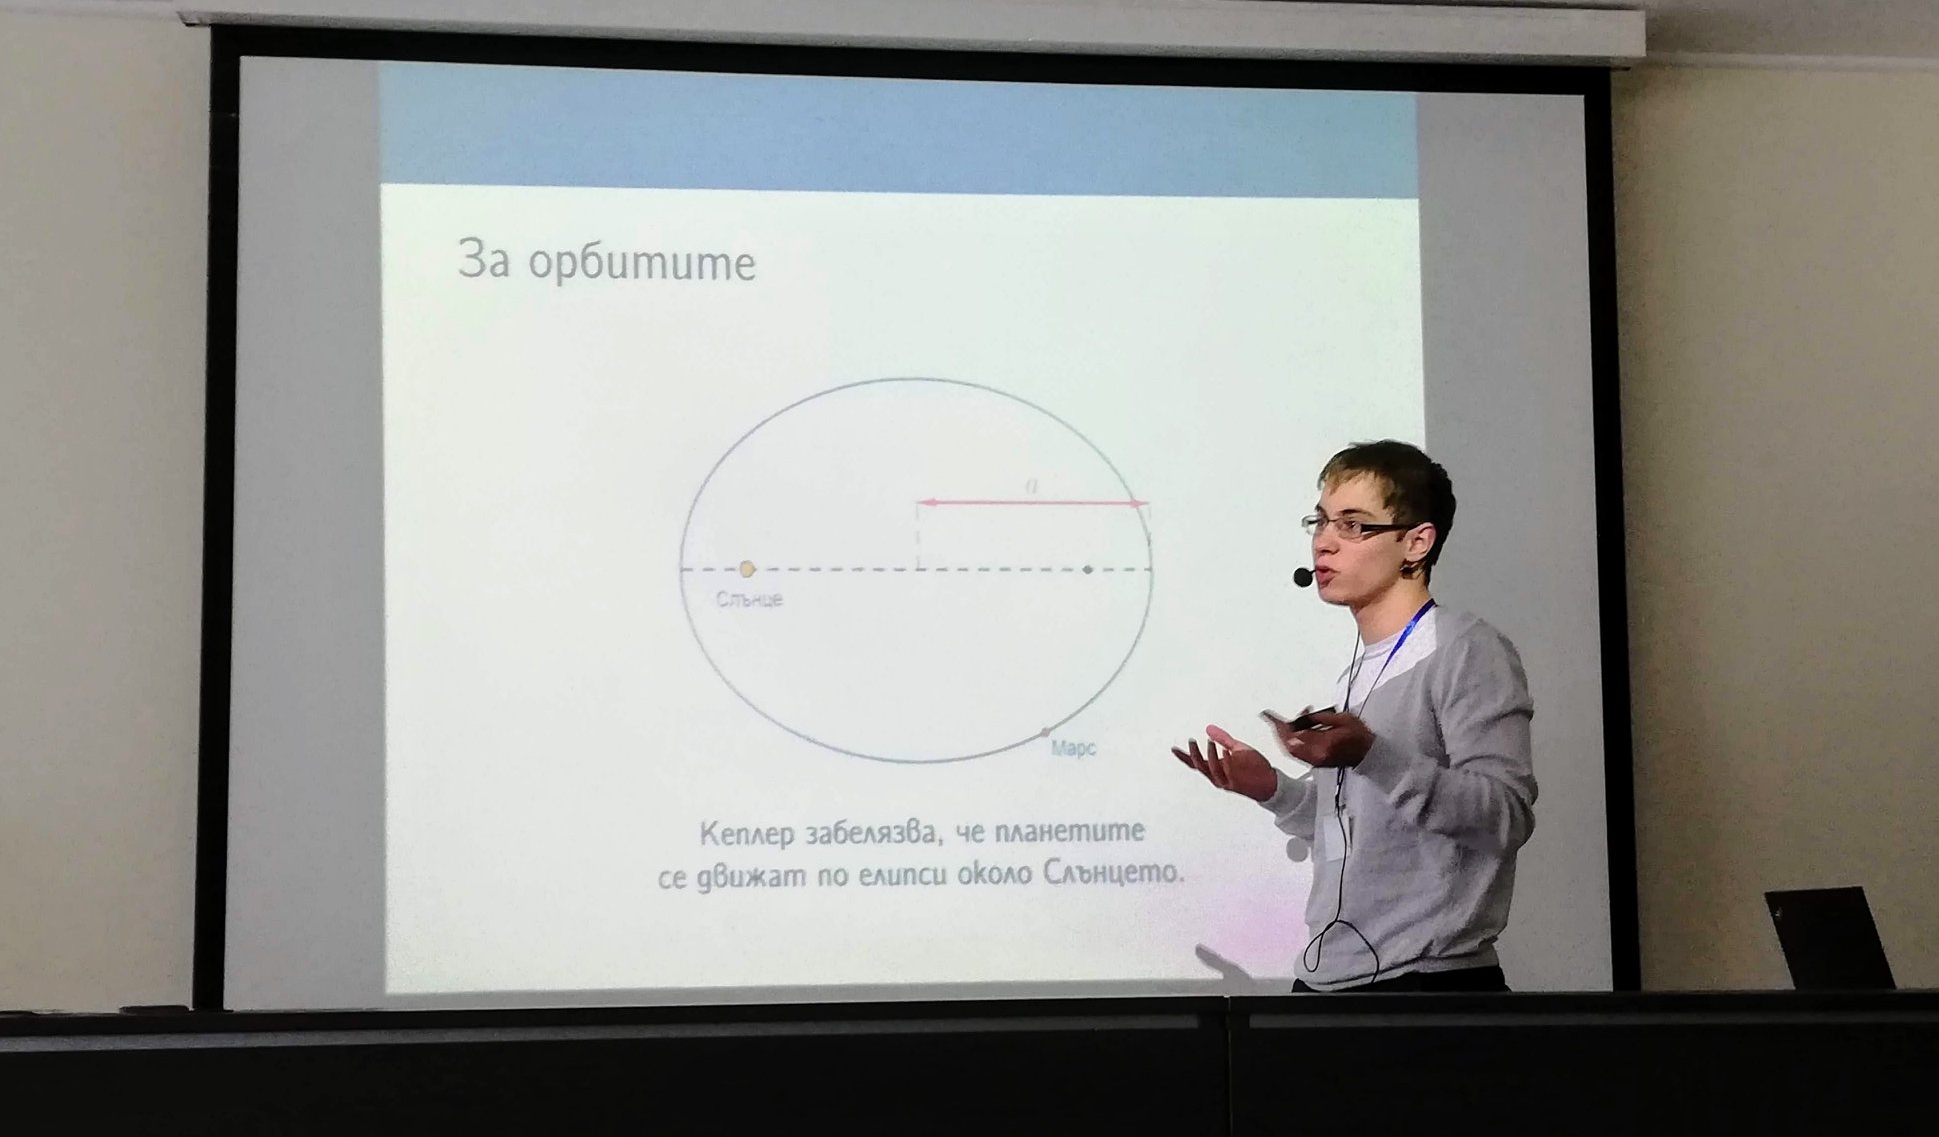 За орбитите
a
Слънце
Марс
Кеплер забелязва, че планетите
се движат по елипси около Слънцето.